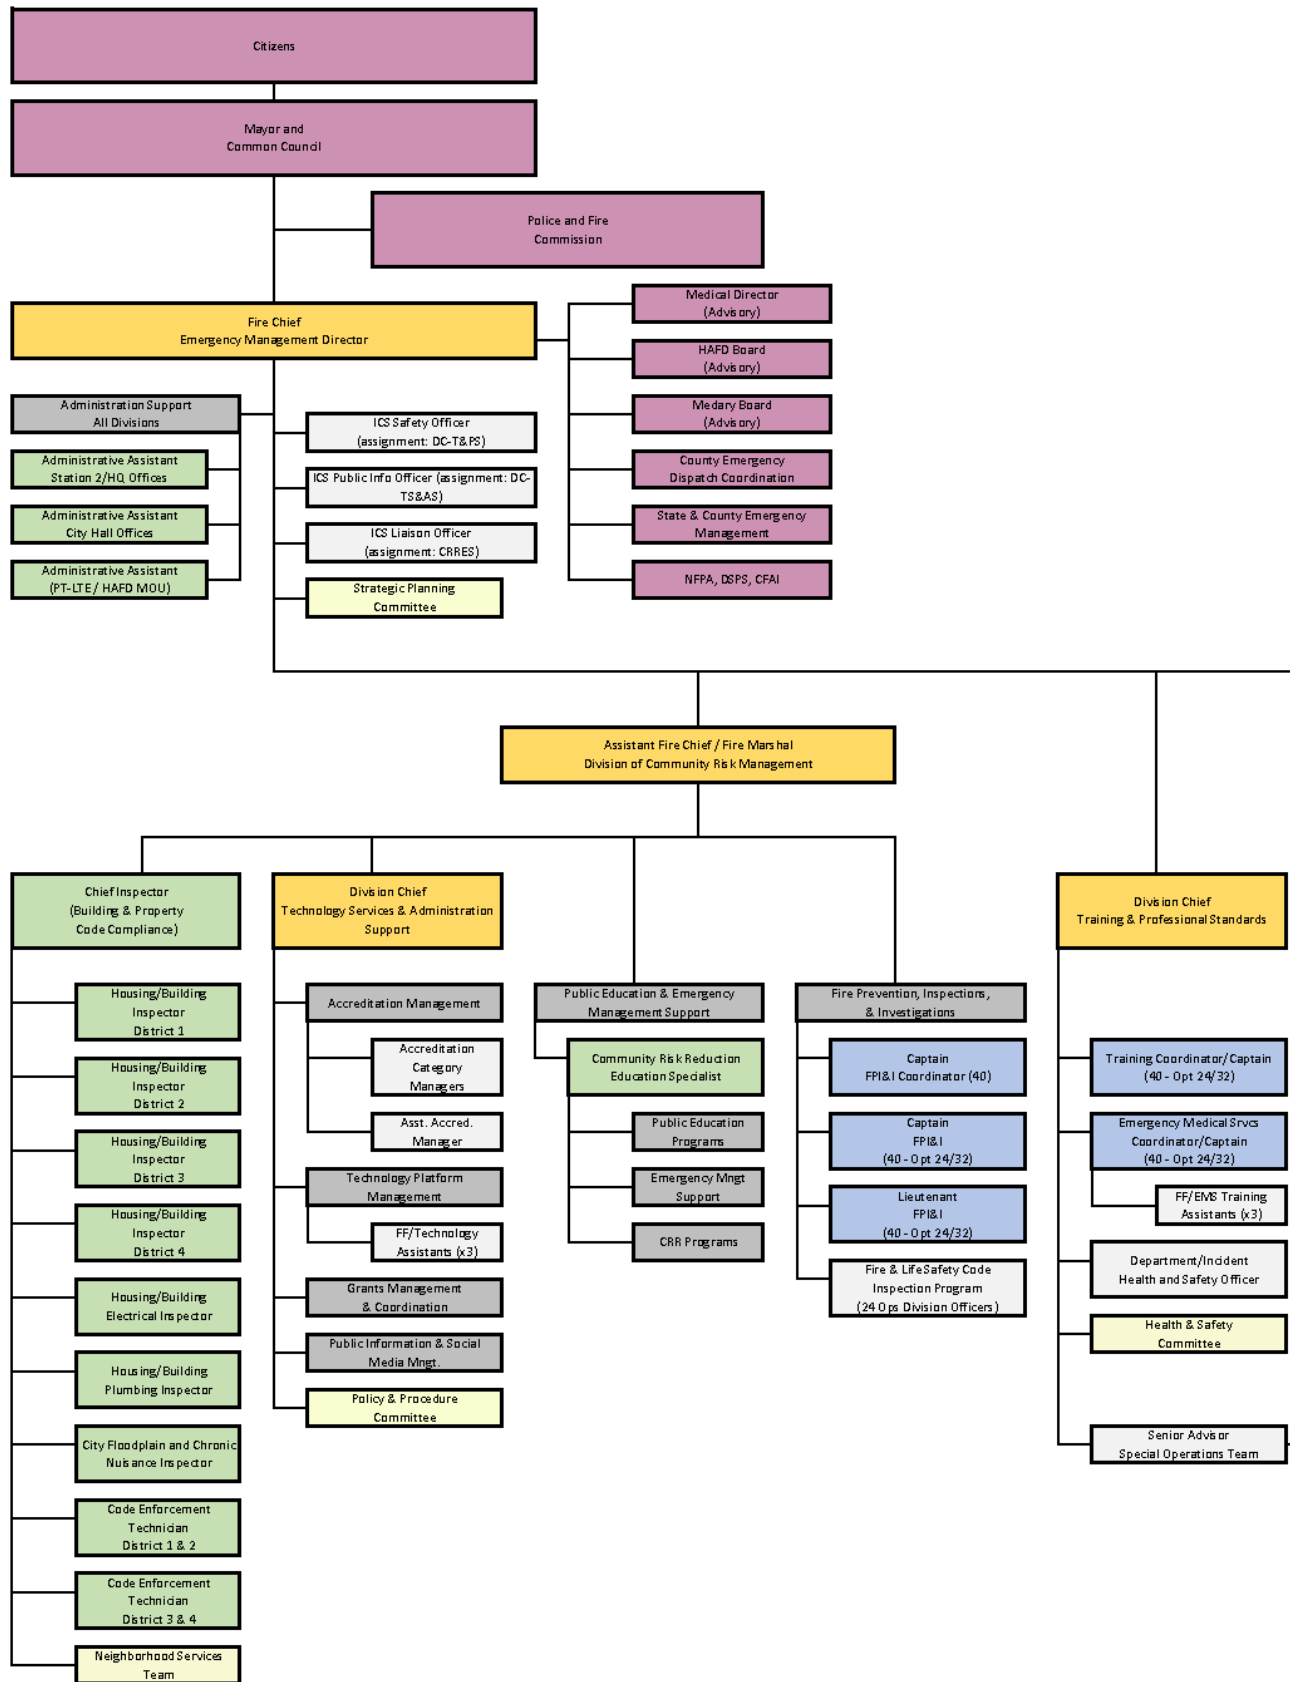 Citizens
Mayor and
Common Council
Police and Fire
Commission
Fire Chief
Emergency Management Director
Medical Director
(Advisory)
HAFD Board
(Advisory)
Medary Board
(Advisory)
County Emergency
Dispatch Coordination
State & County Emergency
Management
NFPA, DSPS, CFAI
Administration Support
All Divisions
Administrative Assistant
Station 2/HQ Offices
Administrative Assistant
City Hall Offices
Administrative Assistant
(PT-LTE / HAFD MOU)
ICS Safety Officer
(assignment: DC-T&PS)
ICS Public Info Officer (assignment: DC-
TS&AS)
ICS Liaison Officer
(assignment: CRRES)
Strategic Planning
Committee
Assistant Fire Chief / Fire Marshal
Division of Community Risk Management
Chief Inspector
(Building & Property
Code Compliance)
Housing/Building
Inspector
District 1
Housing/Building
Inspector
District 2
Housing/Building
Inspector
District 3
Housing/Building
Inspector
District 4
Housing/Building
Electrical Inspector
Housing/Building
Plumbing Inspector
City Floodplain and Chronic
Nuisance Inspector
Code Enforcement
Technician
District 1 & 2
Code Enforcement
Technician
District 3 & 4
Neighborhood Services
Team
Division Chief
Technology Services & Administration
Support
Accreditation Management
Accreditation
Category
Managers
Asst. Accred.
Manager
Technology Platform
Management
FF/Technology
Assistants (x3)
Grants Management
& Coordination
Public Information & Social
Media Mngt.
Policy & Procedure
Committee
Public Education & Emergency
Management Support
Community Risk Reduction
Education Specialist
Public Education
Programs
Emergency Mngt
Support
CRR Programs
Fire Prevention, Inspections,
& Investigations
Captain
FPI&I Coordinator (40)
Captain
FPI&I
(40 - Opt 24/32)
Lieutenant
FPI&I
(40 - Opt 24/32)
Fire & Life Safety Code
Inspection Program
(24 Ops Division Officers)
Division Chief
Training & Professional Standards
Training Coordinator/Captain
(40 - Opt 24/32)
Emergency Medical Srvcs
Coordinator/Captain
(40 - Opt 24/32)
FF/EMS Training
Assistants (x3)
Department/Incident
Health and Safety Officer
Health & Safety
Committee
Senior Advisor
Special Operations Team